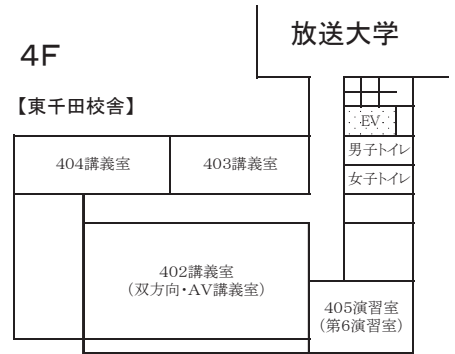 放送大学
4F
【東千田校舎】
EV
男子トイレ
女子トイレ
404講義室
403講義室
402講義室
(双方向・AV講義室)
405演習室
(第6演習室)